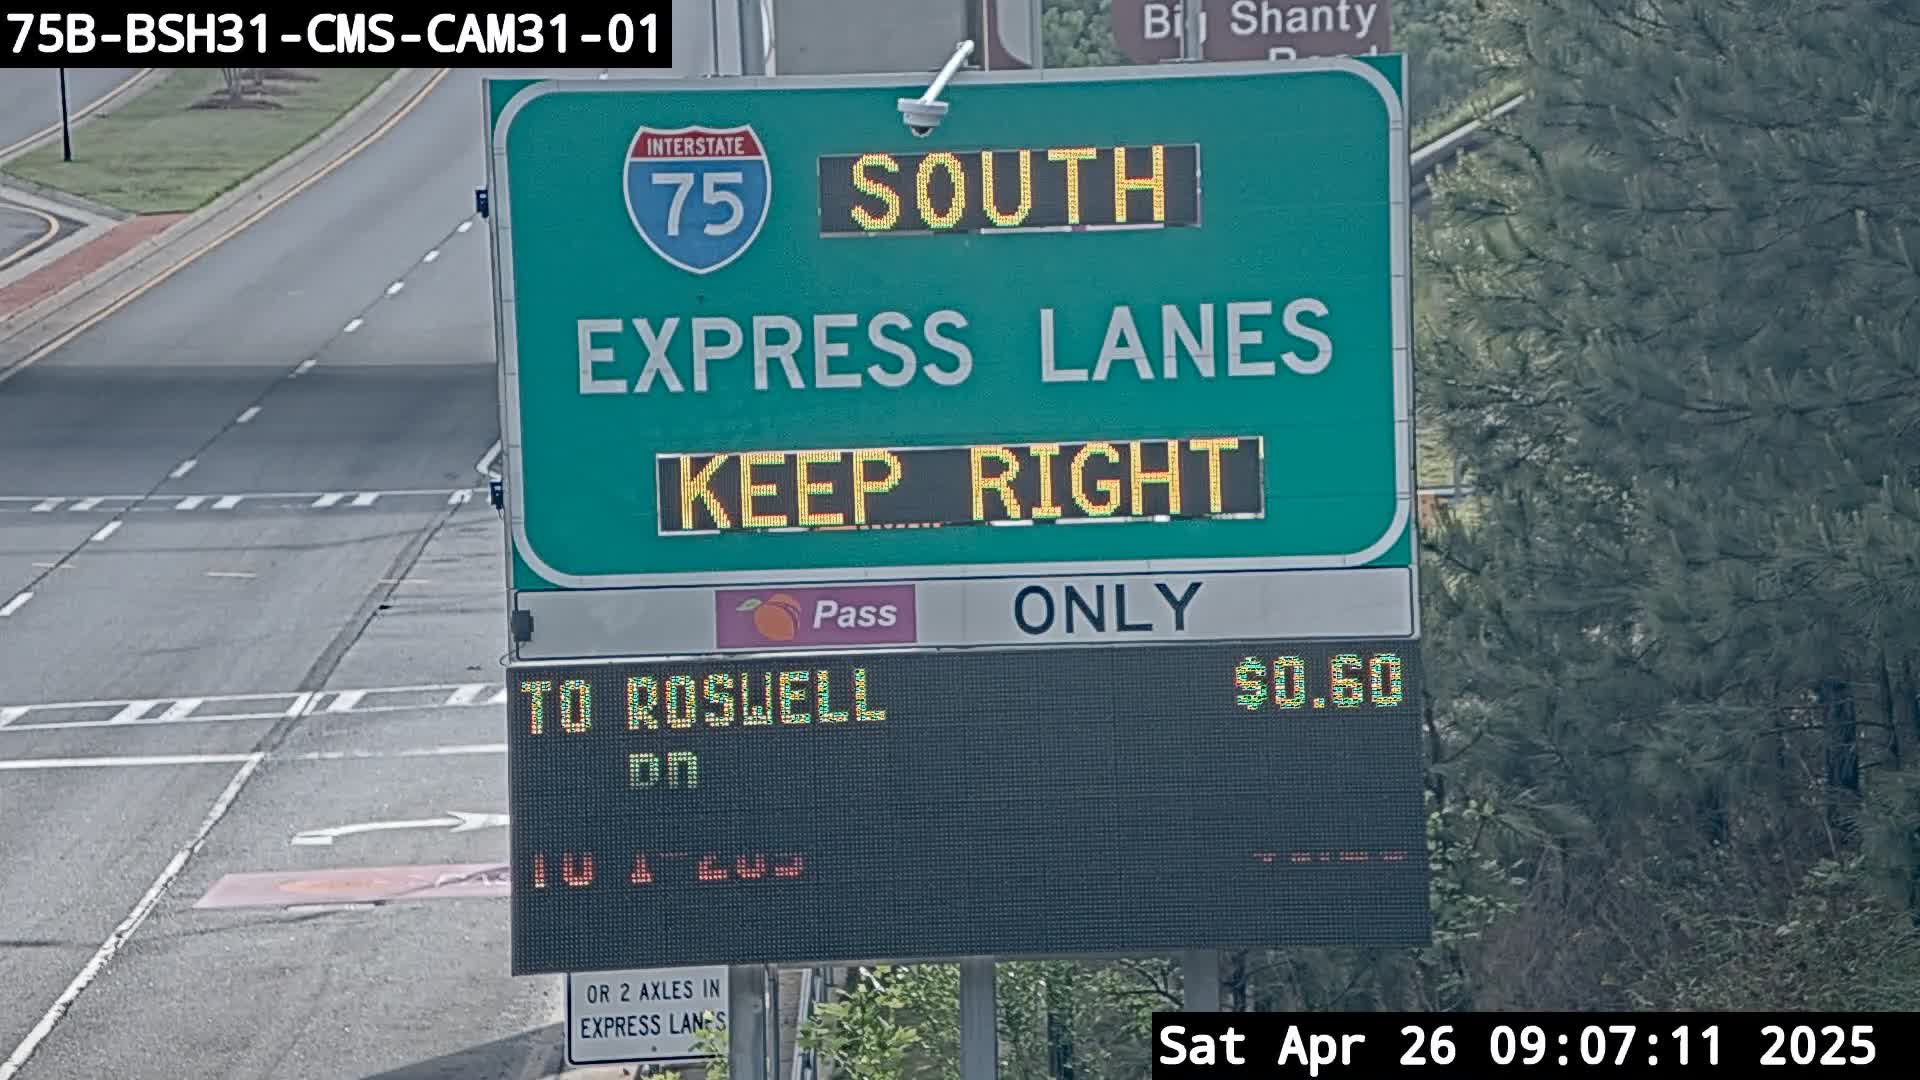 75B-BSH31-CMS-CAM31-01
Big Shanty
Road
INTERSTATE
75
SOUTH
EXPRESS LANES
KEEP RIGHT
Pass
ONLY
TO ROSWELL $0.60
OR 2 AXLES IN
EXPRESS LANES
Sat Apr 26 09:07:11 2025